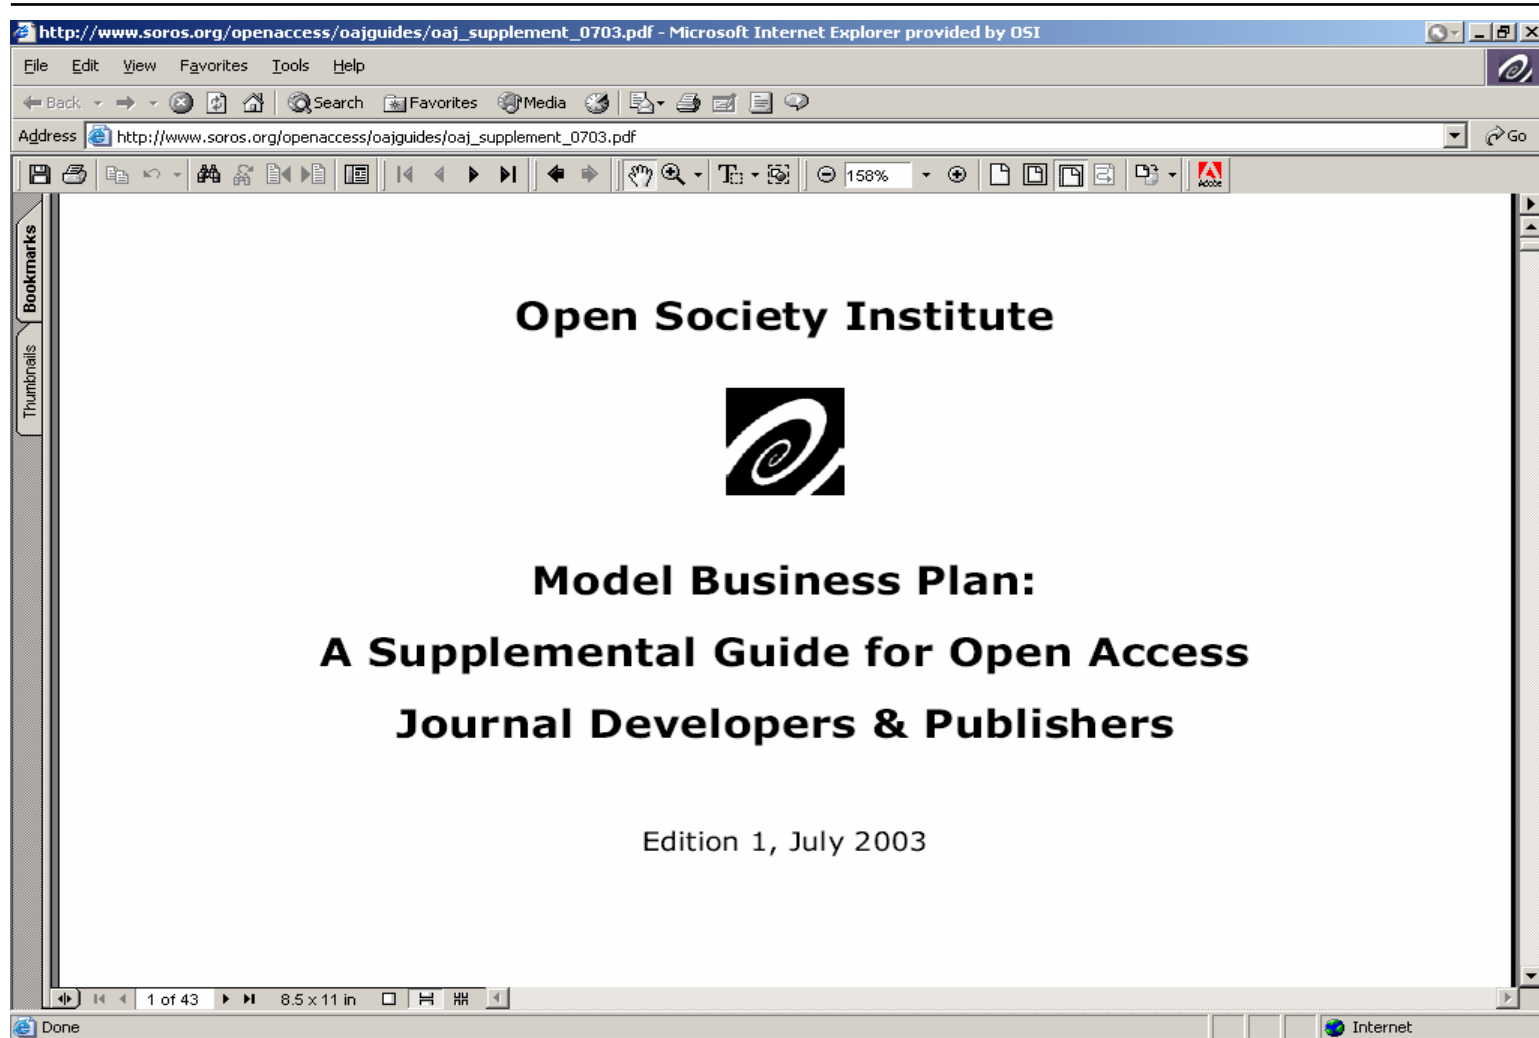 http://www.soros.org/openaccess/oajguides/oaj_supplement_0703.pdf - Microsoft Internet Explorer provided by OSI
File Edit View Favorites Tools Help
Back Search Favorites Media
Address http://www.soros.org/openaccess/oajguides/oaj_supplement_0703.pdf Go
158% Adobe
Bookmarks
Thumbnails
Open Society Institute
Model Business Plan:
A Supplemental Guide for Open Access
Journal Developers & Publishers
Edition 1, July 2003
1 of 43 8.5 x 11 in
Done Internet